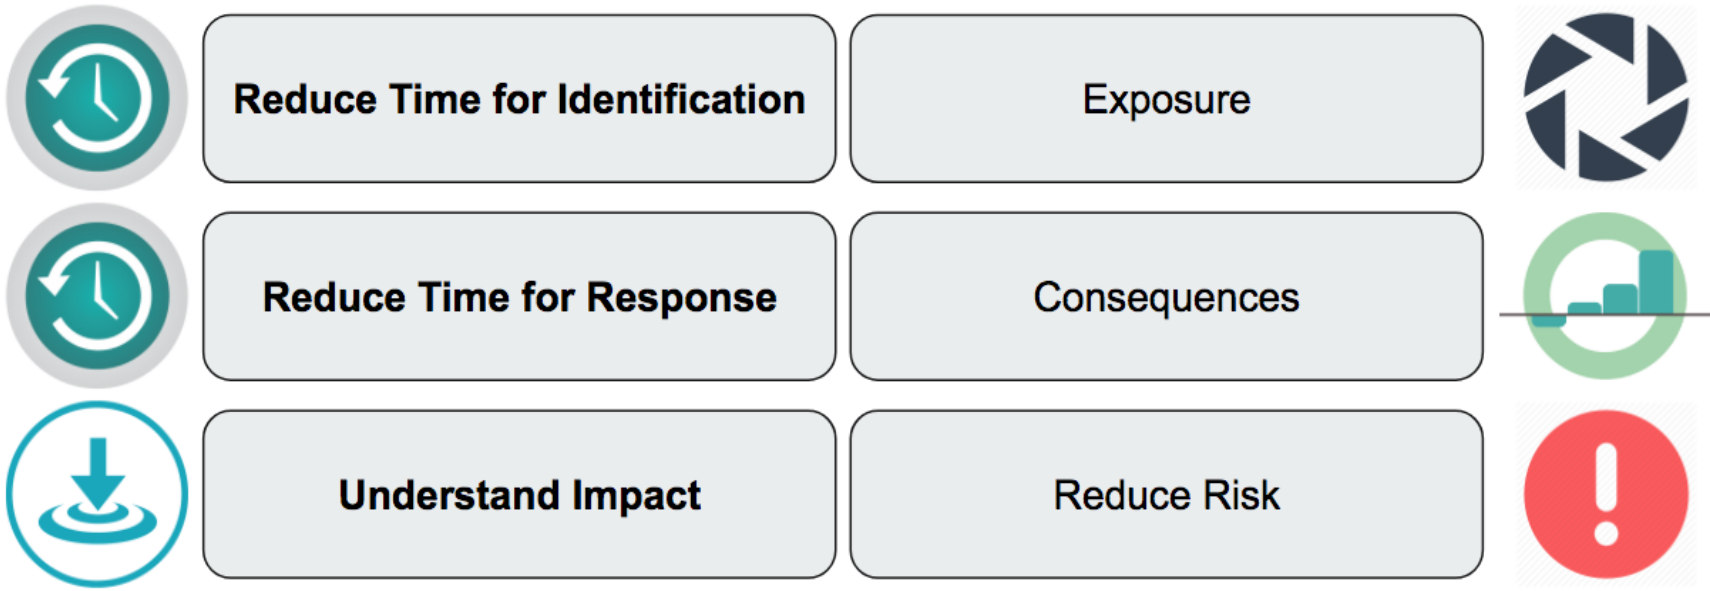 Reduce Time for Identification
Exposure
Reduce Time for Response
Consequences
Understand Impact
Reduce Risk